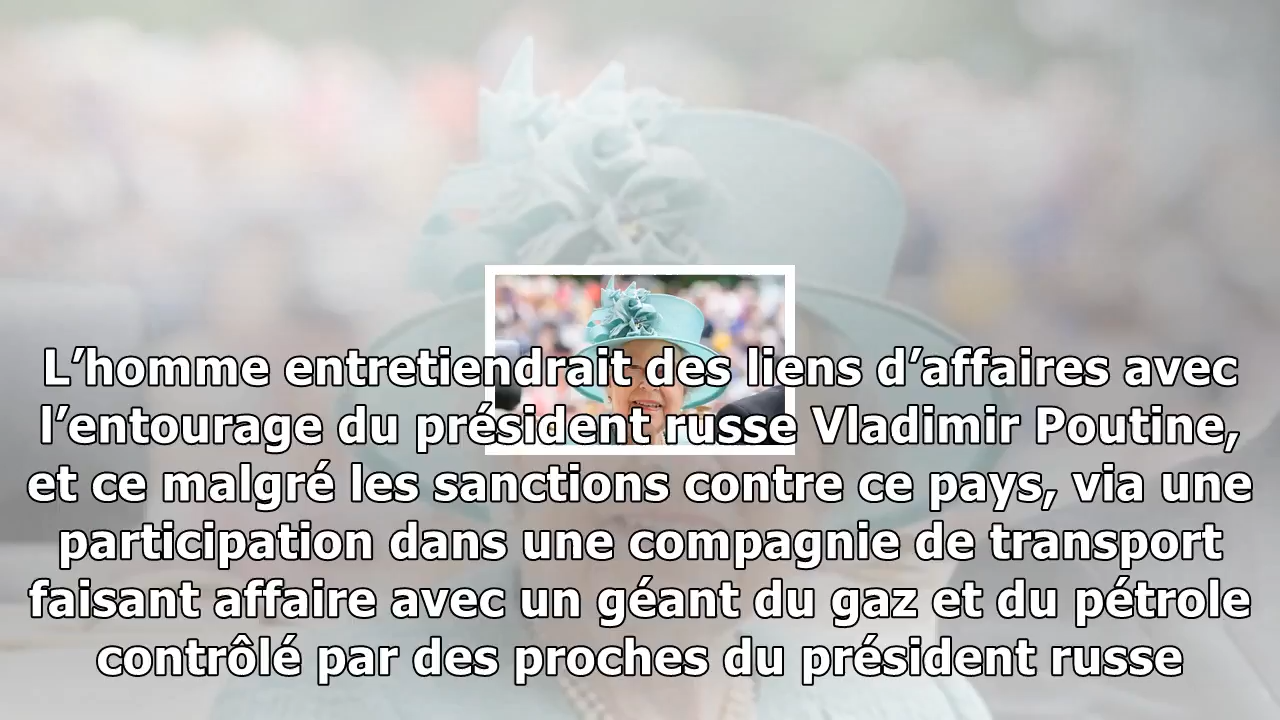 L’homme entretiendrait des liens d’affaires avec
l’entourage du président russe Vladimir Poutine,
et ce malgré les sanctions contre ce pays, via une
participation dans une compagnie de transport
faisant affaire avec un géant du gaz et du pétrole
contrôlé par des proches du président russe